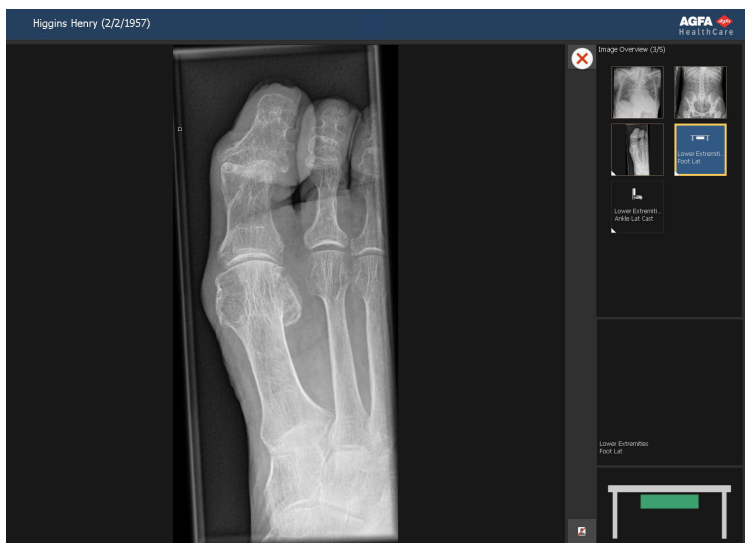 Higgins Henry (2/2/1957)
AGFA
HealthCare
Image Overview (3/5)
Lower Extremiti...
Foot Lat
Lower Extremiti...
Ankle Lat Cast
Lower Extremities
Foot Lat